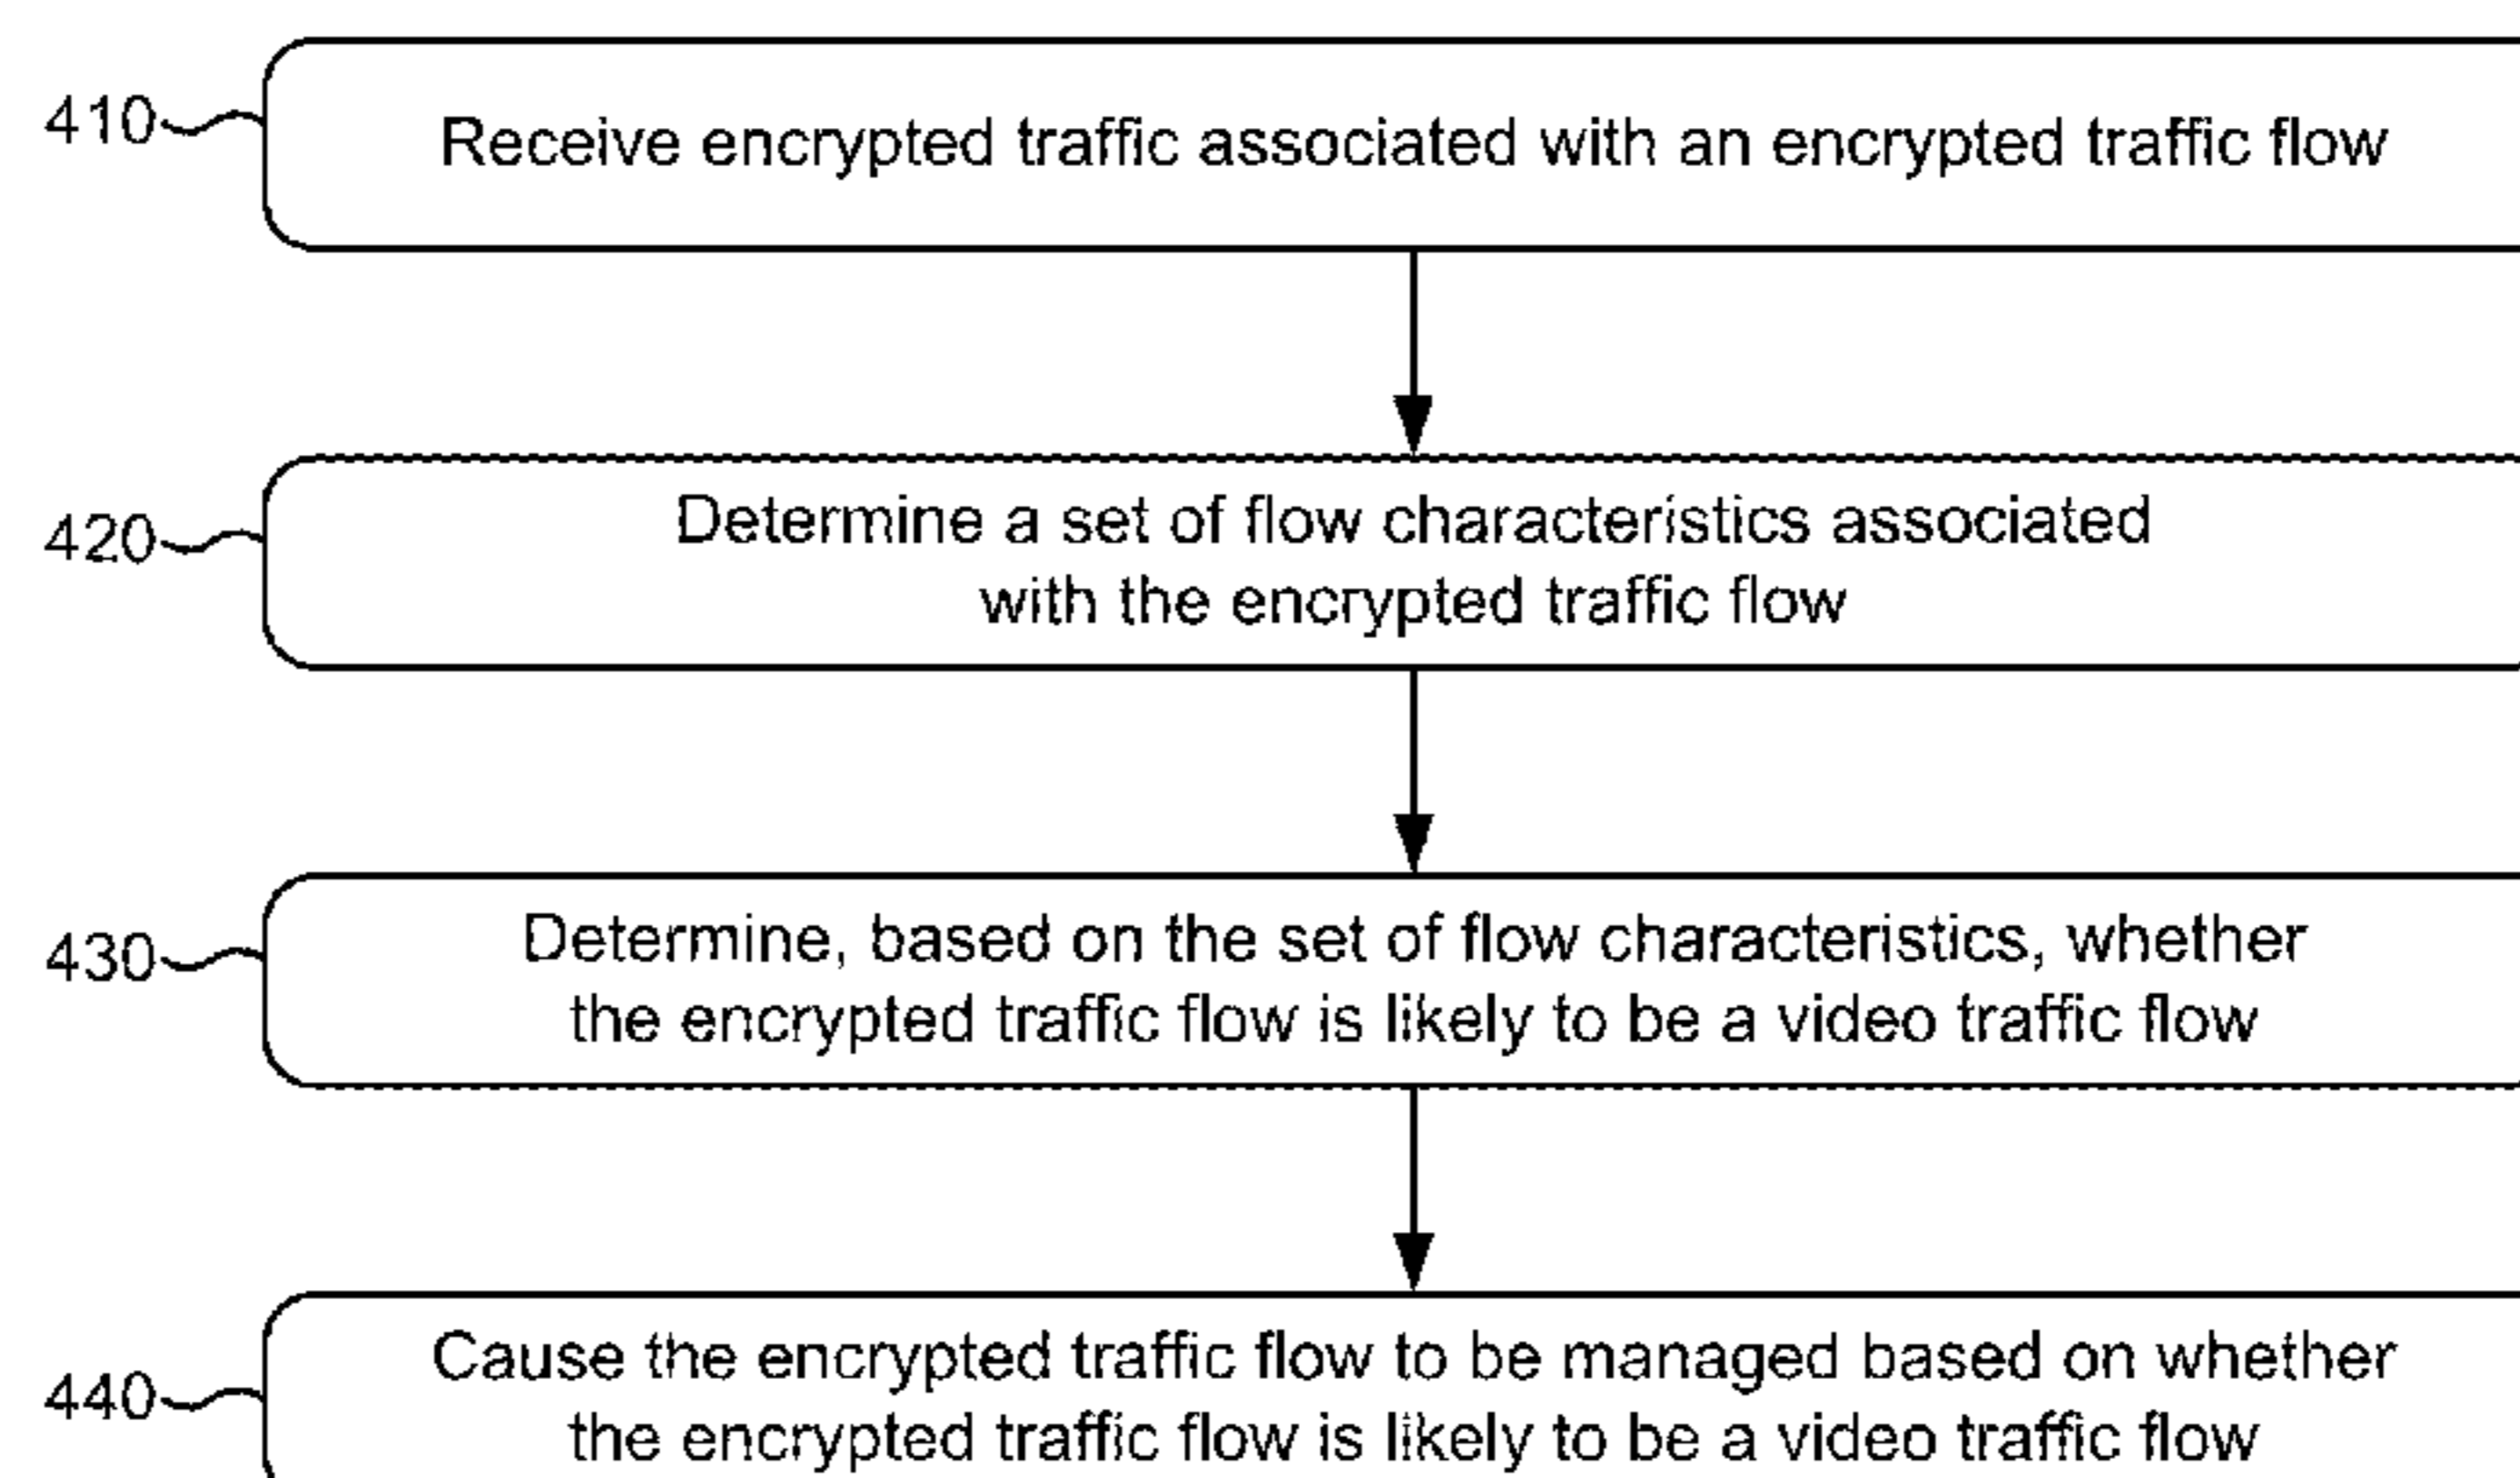 410
Receive encrypted traffic associated with an encrypted traffic flow
420
Determine a set of flow characteristics associated
with the encrypted traffic flow
430
Determine, based on the set of flow characteristics, whether
the encrypted traffic flow is likely to be a video traffic flow
440
Cause the encrypted traffic flow to be managed based on whether
the encrypted traffic flow is likely to be a video traffic flow